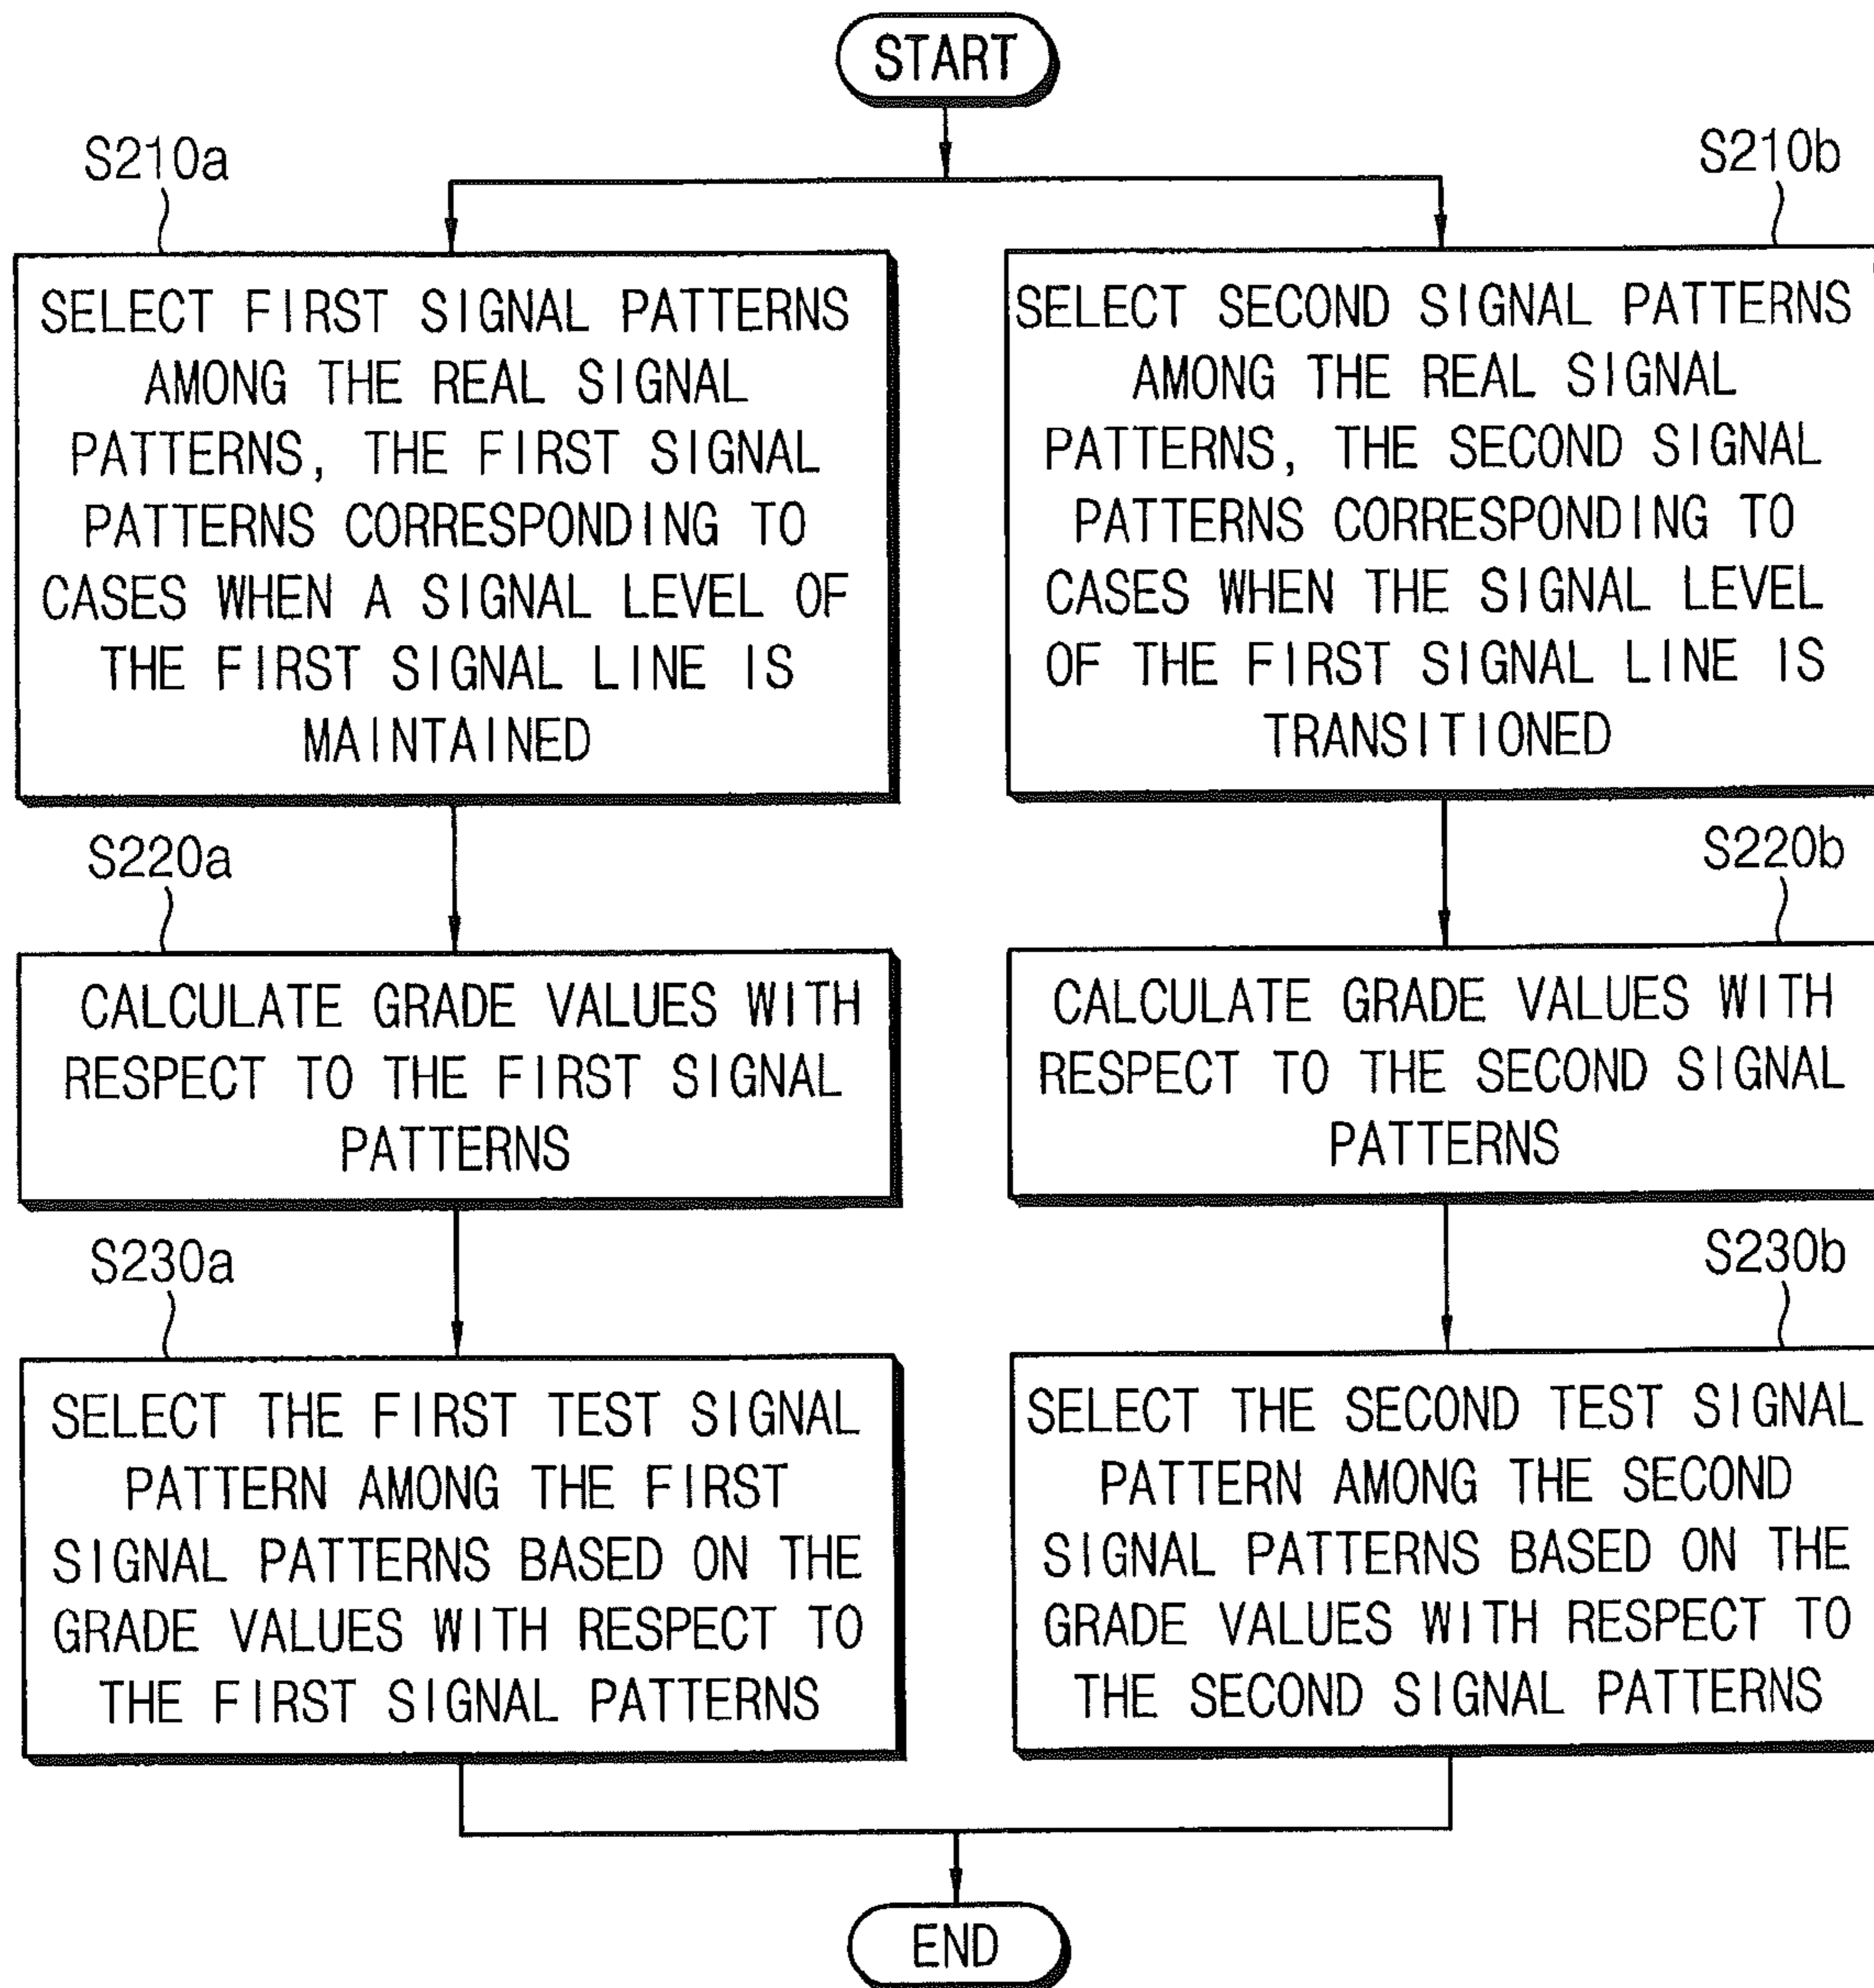 START
S210a
SELECT FIRST SIGNAL PATTERNS
AMONG THE REAL SIGNAL
PATTERNS, THE FIRST SIGNAL
PATTERNS CORRESPONDING TO
CASES WHEN A SIGNAL LEVEL OF
THE FIRST SIGNAL LINE IS
MAINTAINED
S210b
SELECT SECOND SIGNAL PATTERNS
AMONG THE REAL SIGNAL
PATTERNS, THE SECOND SIGNAL
PATTERNS CORRESPONDING TO
CASES WHEN THE SIGNAL LEVEL
OF THE FIRST SIGNAL LINE IS
TRANSITIONED
S220a
CALCULATE GRADE VALUES WITH
RESPECT TO THE FIRST SIGNAL
PATTERNS
S220b
CALCULATE GRADE VALUES WITH
RESPECT TO THE SECOND SIGNAL
PATTERNS
S230a
SELECT THE FIRST TEST SIGNAL
PATTERN AMONG THE FIRST
SIGNAL PATTERNS BASED ON THE
GRADE VALUES WITH RESPECT TO
THE FIRST SIGNAL PATTERNS
S230b
SELECT THE SECOND TEST SIGNAL
PATTERN AMONG THE SECOND
SIGNAL PATTERNS BASED ON THE
GRADE VALUES WITH RESPECT TO
THE SECOND SIGNAL PATTERNS
END